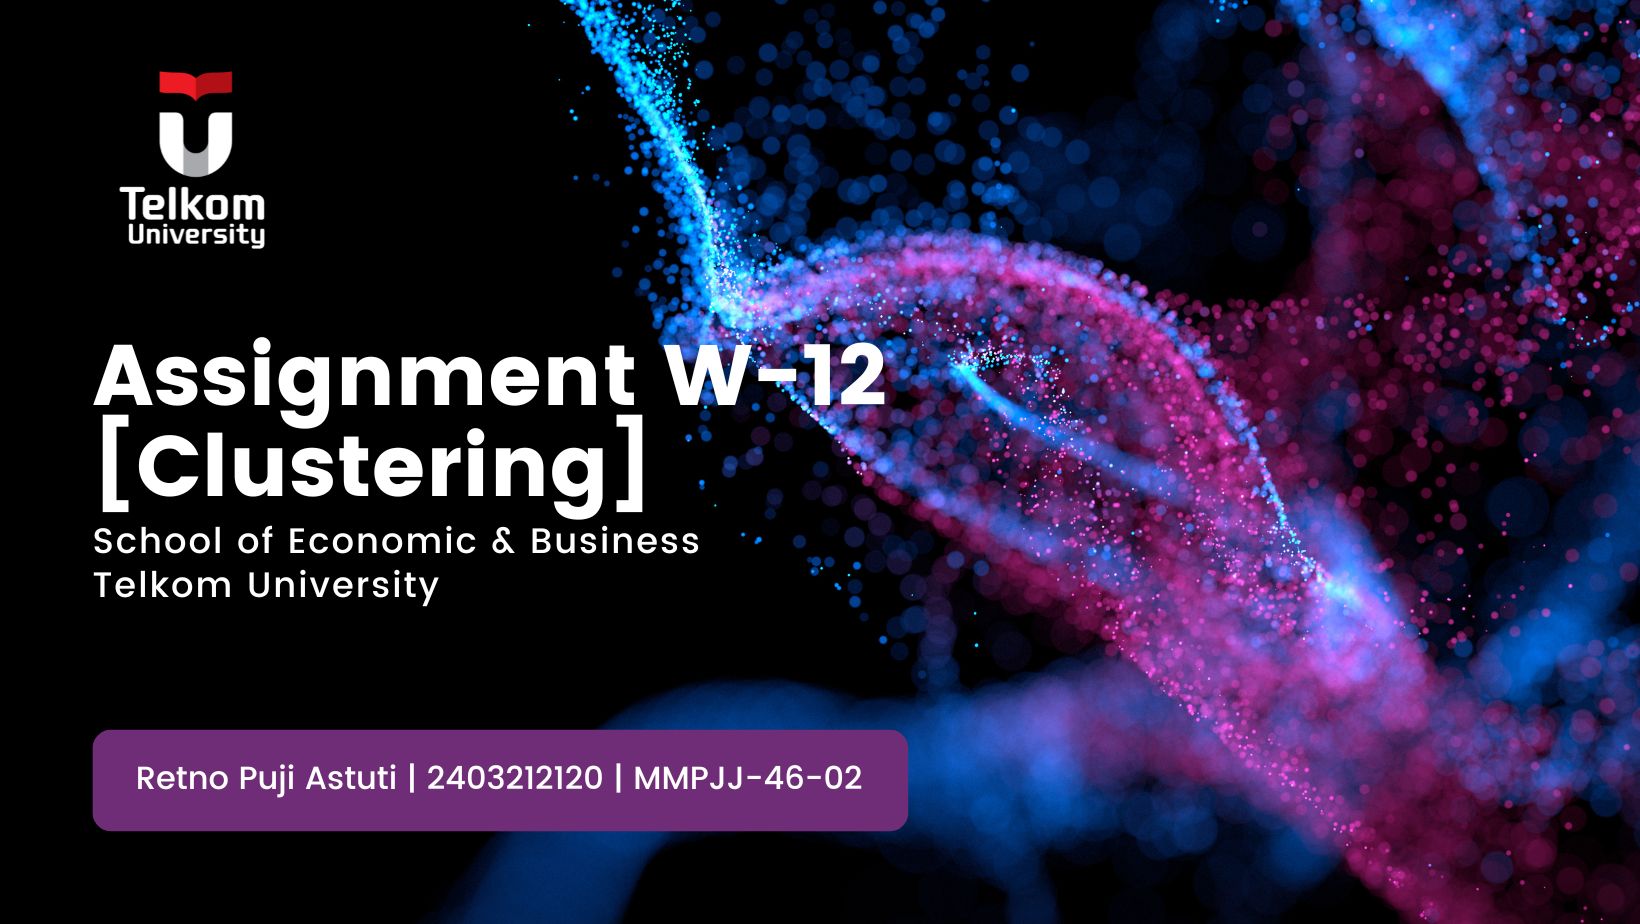 Telkom
University
Assignment W-12
[Clustering]
School of Economic & Business
Telkom University
Retno Puji Astuti | 2403212120 | MMPJJ-46-02